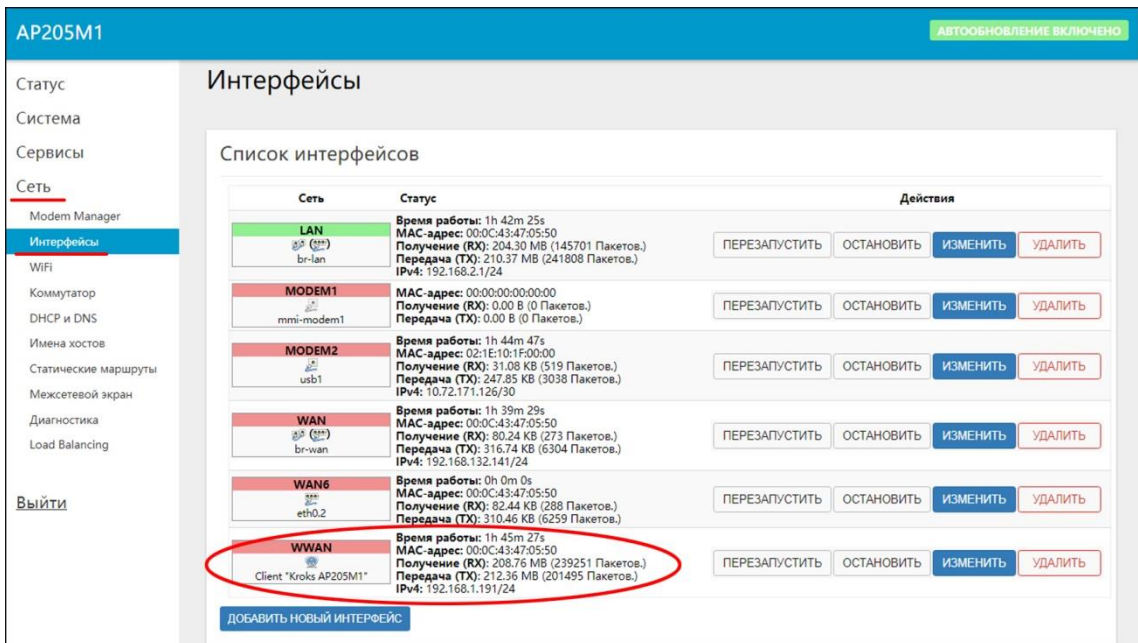 AP205M1
АВТООБНОВЛЕНИЕ ВКЛЮЧЕНО
Статус
Система
Сервисы
Сеть
Modem Manager
Интерфейсы
WiFi
Коммутатор
DHCP и DNS
Имена хостов
Статические маршруты
Межсетевой экран
Диагностика
Load Balancing
Выйти
Интерфейсы
Список интерфейсов
Сеть Статус Действия
LAN
br-lan
Время работы: 1h 42m 25s
MAC-адрес: 00:0C:43:47:05:50
Получение (RX): 204.30 MB (145701 Пакетов.)
Передача (TX): 210.37 MB (241808 Пакетов.)
IPv4: 192.168.2.1/24
ПЕРЕЗАПУСТИТЬ ОСТАНОВИТЬ ИЗМЕНИТЬ УДАЛИТЬ
MODEM1
mmi-modem1
MAC-адрес: 00:00:00:00:00:00
Получение (RX): 0.00 B (0 Пакетов.)
Передача (TX): 0.00 B (0 Пакетов.)
ПЕРЕЗАПУСТИТЬ ОСТАНОВИТЬ ИЗМЕНИТЬ УДАЛИТЬ
MODEM2
usb1
Время работы: 1h 44m 47s
MAC-адрес: 02:1E:10:1F:00:00
Получение (RX): 31.08 KB (519 Пакетов.)
Передача (TX): 247.85 KB (3038 Пакетов.)
IPv4: 10.72.171.126/30
ПЕРЕЗАПУСТИТЬ ОСТАНОВИТЬ ИЗМЕНИТЬ УДАЛИТЬ
WAN
br-wan
Время работы: 1h 39m 29s
MAC-адрес: 00:0C:43:47:05:50
Получение (RX): 80.24 KB (273 Пакетов.)
Передача (TX): 316.74 KB (6304 Пакетов.)
IPv4: 192.168.132.141/24
ПЕРЕЗАПУСТИТЬ ОСТАНОВИТЬ ИЗМЕНИТЬ УДАЛИТЬ
WAN6
eth0.2
Время работы: 0h 0m 0s
MAC-адрес: 00:0C:43:47:05:50
Получение (RX): 82.44 KB (288 Пакетов.)
Передача (TX): 310.46 KB (6259 Пакетов.)
ПЕРЕЗАПУСТИТЬ ОСТАНОВИТЬ ИЗМЕНИТЬ УДАЛИТЬ
WWAN
Client "Kroks AP205M1"
Время работы: 1h 45m 27s
MAC-адрес: 00:0C:43:47:05:50
Получение (RX): 208.76 MB (239251 Пакетов.)
Передача (TX): 212.36 MB (201495 Пакетов.)
IPv4: 192.168.1.191/24
ПЕРЕЗАПУСТИТЬ ОСТАНОВИТЬ ИЗМЕНИТЬ УДАЛИТЬ
ДОБАВИТЬ НОВЫЙ ИНТЕРФЕЙС